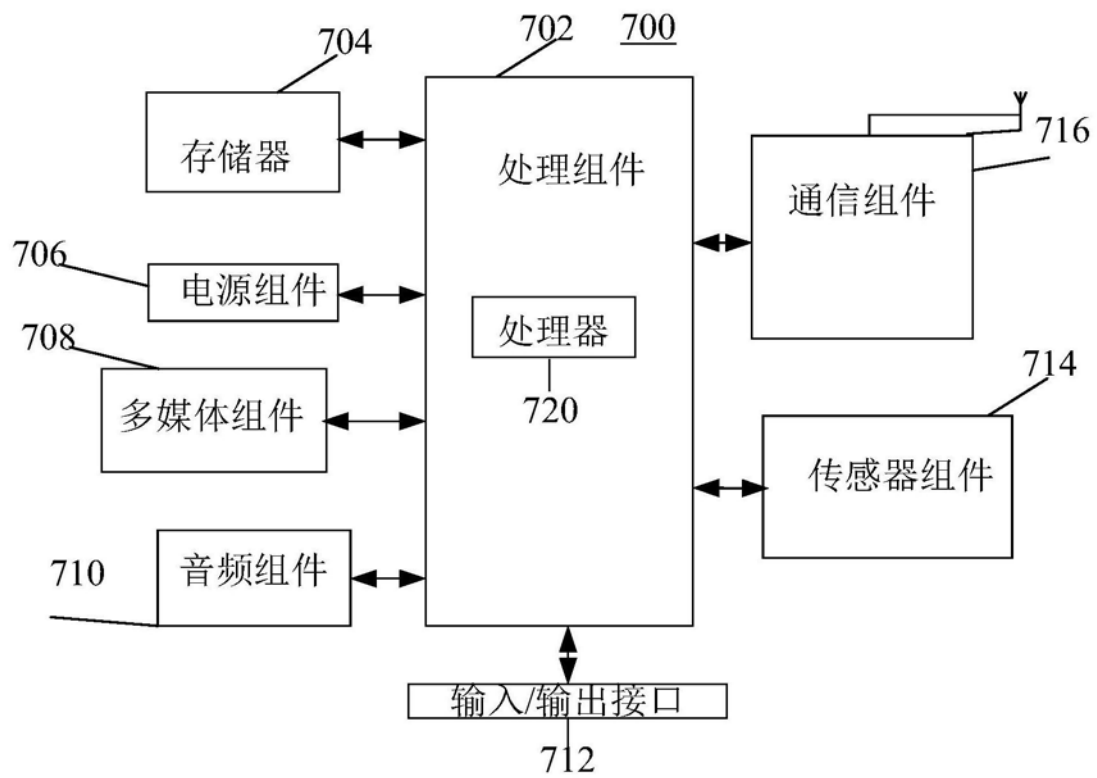 702
700
704
存储器
处理组件
716
通信组件
706
电源组件
处理器
708
720
714
多媒体组件
传感器组件
710
音频组件
输入/输出接口
712